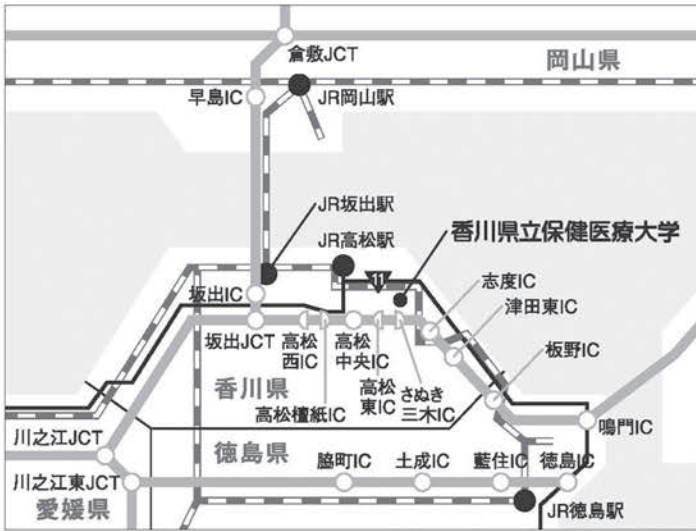 倉敷JCT
岡山県
早島IC
JR岡山駅
JR坂出駅
JR高松駅
香川県立保健医療大学
11
志度IC
坂出IC
津田東IC
坂出JCT
高松
西IC
高松
中央IC
板野IC
香川県
高松檀紙IC
高松
東IC
さぬき
三木IC
鳴門IC
川之江JCT
徳島県
脇町IC
土成IC
藍住IC
徳島IC
川之江東JCT
愛媛県
JR徳島駅